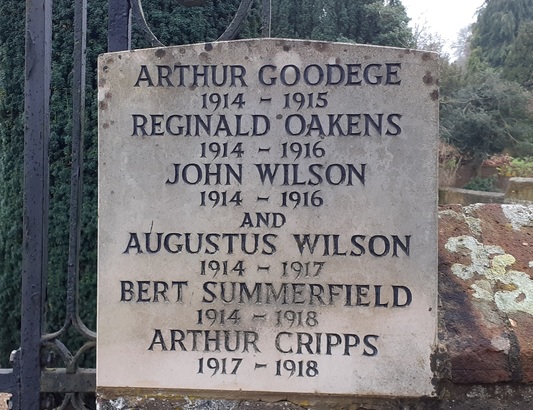 ARTHUR GOODEGE
1914 - 1915
REGINALD OAKENS
1914 - 1916
JOHN WILSON
1914 - 1916
AND
AUGUSTUS WILSON
1914 - 1917
BERT SUMMERFIELD
1914 - 1918
ARTHUR CRIPPS
1917 - 1918